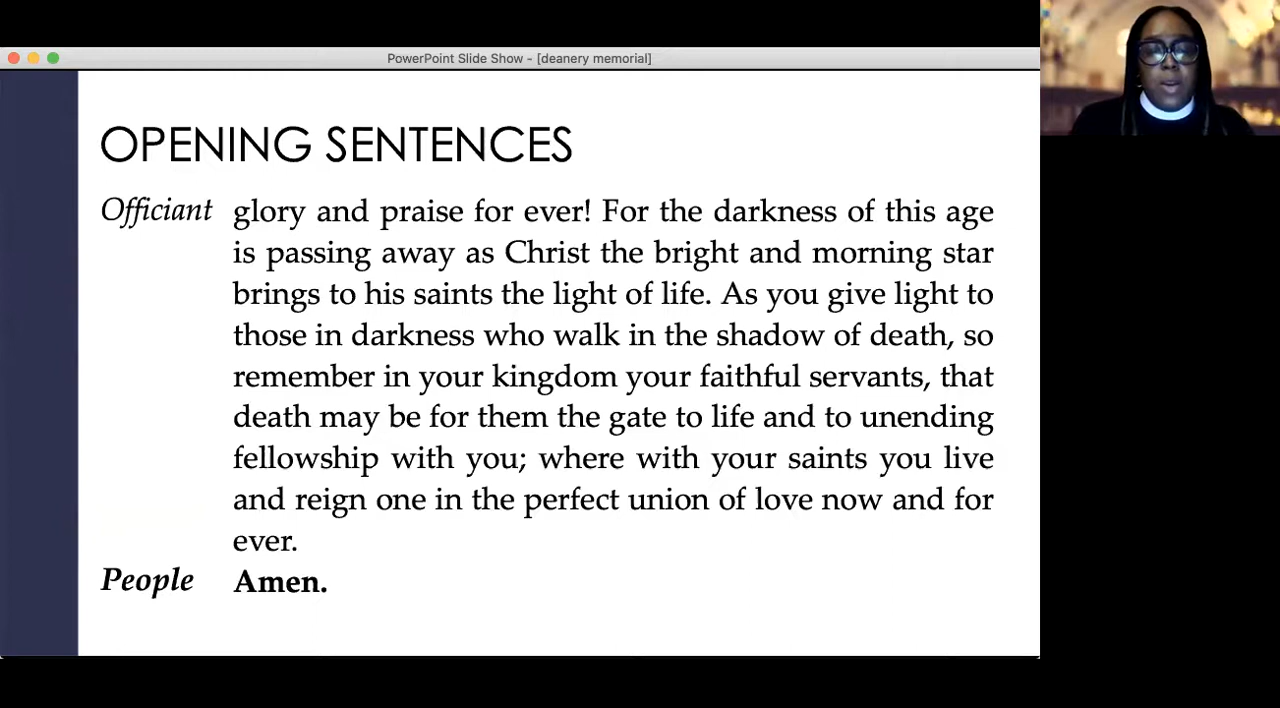 PowerPoint Slide Show - [deanery memorial]
OPENING SENTENCES
Officiant glory and praise for ever! For the darkness of this age
is passing away as Christ the bright and morning star
brings to his saints the light of life. As you give light to
those in darkness who walk in the shadow of death, so
remember in your kingdom your faithful servants, that
death may be for them the gate to life and to unending
fellowship with you; where with your saints you live
and reign one in the perfect union of love now and for
ever.
People Amen.